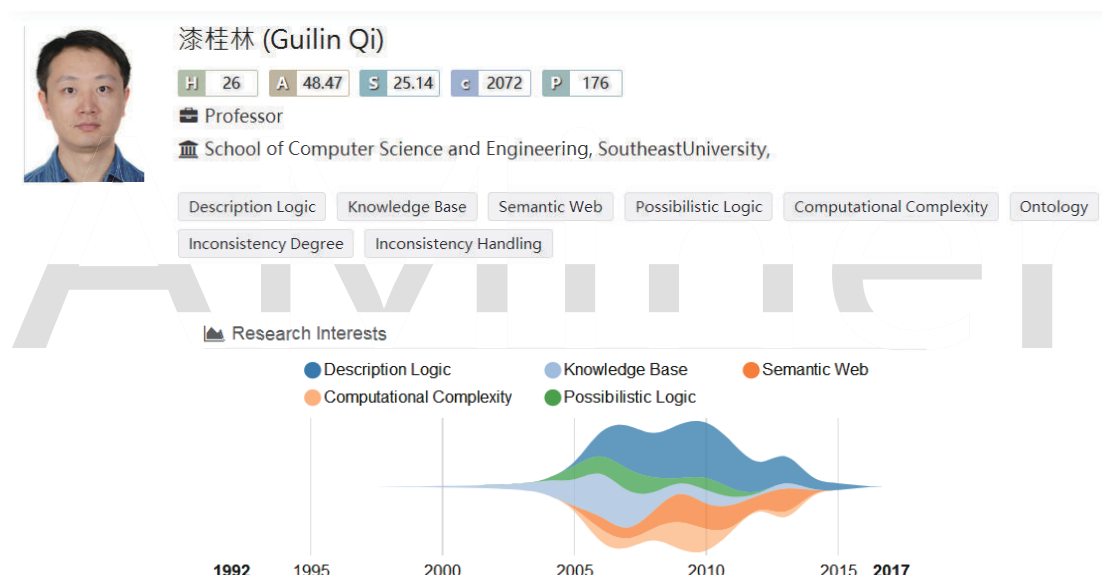 漆桂林 (Guilin Qi)
H 26 A 48.47 S 25.14 c 2072 P 176
Professor
School of Computer Science and Engineering, SoutheastUniversity,
Description Logic Knowledge Base Semantic Web Possibilistic Logic Computational Complexity Ontology
Inconsistency Degree Inconsistency Handling
AMiner
Research Interests
Description Logic Knowledge Base Semantic Web
Computational Complexity Possibilistic Logic
1992 1995 2000 2005 2010 2015 2017